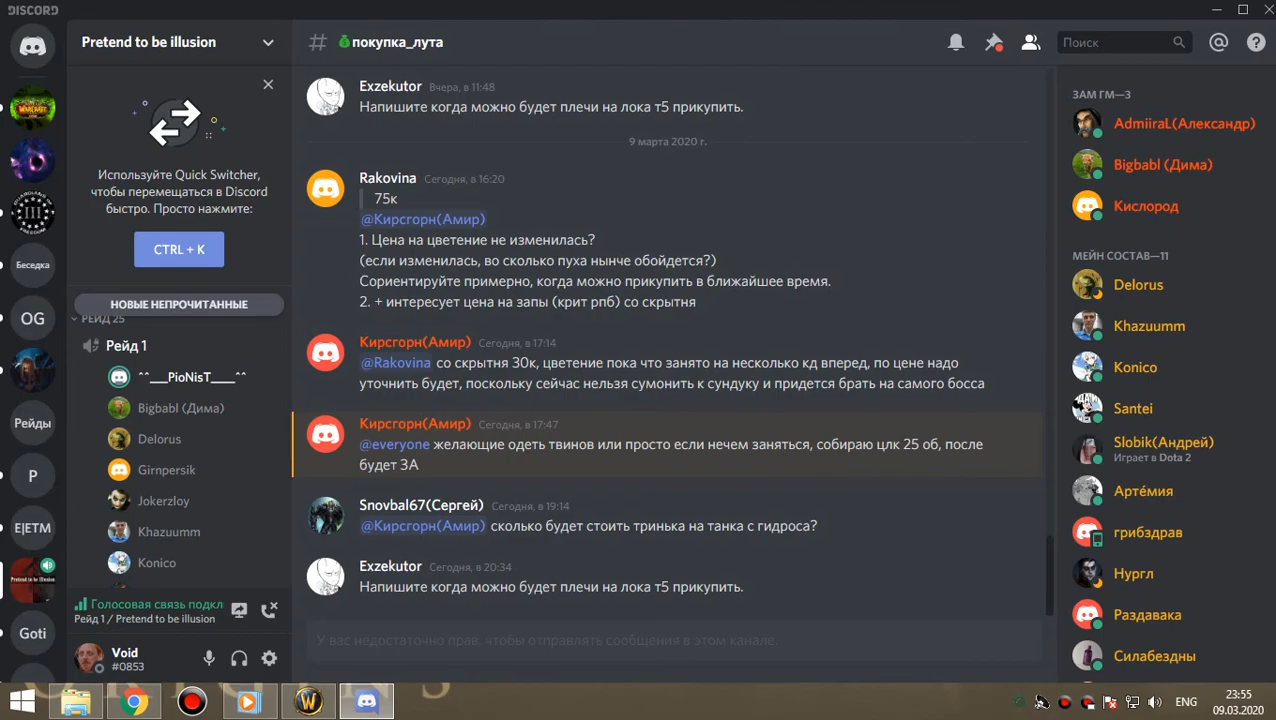 DISCORD
Pretend to be illusion
# покупка_лута
Поиск
Используйте Quick Switcher,
чтобы перемещаться в Discord
быстро. Просто нажмите:
CTRL + K
НОВЫЕ НЕПРОЧИТАННЫЕ
РЕЙД 25
Рейд 1
^^___PioNisT____^^
Bigbabl (Дима)
Delorus
Girnpersik
Jokerzloy
Khazuumm
Konico
Голосовая связь подкл
Рейд 1 / Pretend to be illusion
Void
#0853
Беседка
OG
Рейды
P
E|ETM
Pretend to be Illusion
Goti
Exzekutor Вчера, в 11:48
Напишите когда можно будет плечи на лока т5 прикупить.
9 марта 2020 г.
Rakovina Сегодня, в 16:20
75к
@Кирсгорн(Амир)
1. Цена на цветение не изменилась?
(если изменилась, во сколько пуха нынче обойдется?)
Сориентируйте примерно, когда можно прикупить в ближайшее время.
2. + интересует цена на запы (крит рпб) со скрытня
Кирсгорн(Амир) Сегодня, в 17:14
@Rakovina со скрытня 30к, цветение пока что занято на несколько кд вперед, по цене надо
уточнить будет, поскольку сейчас нельзя сумонить к сундуку и придется брать на самого босса
Кирсгорн(Амир) Сегодня, в 17:47
@everyone желающие одеть твинов или просто если нечем заняться, собираю цлк 25 об, после
будет ЗА
Snovbal67(Сергей) Сегодня, в 19:14
@Кирсгорн(Амир) сколько будет стоить тринька на танка с гидроса?
Exzekutor Сегодня, в 20:34
Напишите когда можно будет плечи на лока т5 прикупить.
У вас недостаточно прав, чтобы отправлять сообщения в этом канале.
ЗАМ ГМ—3
AdmiiraL(Александр)
Bigbabl (Дима)
Кислород
МЕЙН СОСТАВ—11
Delorus
Khazuumm
Konico
Santei
Slobik(Андрей)
Играет в Dota 2
Артémия
грибздрав
Нургл
Раздавака
Силабездны
ENG
23:55
09.03.2020